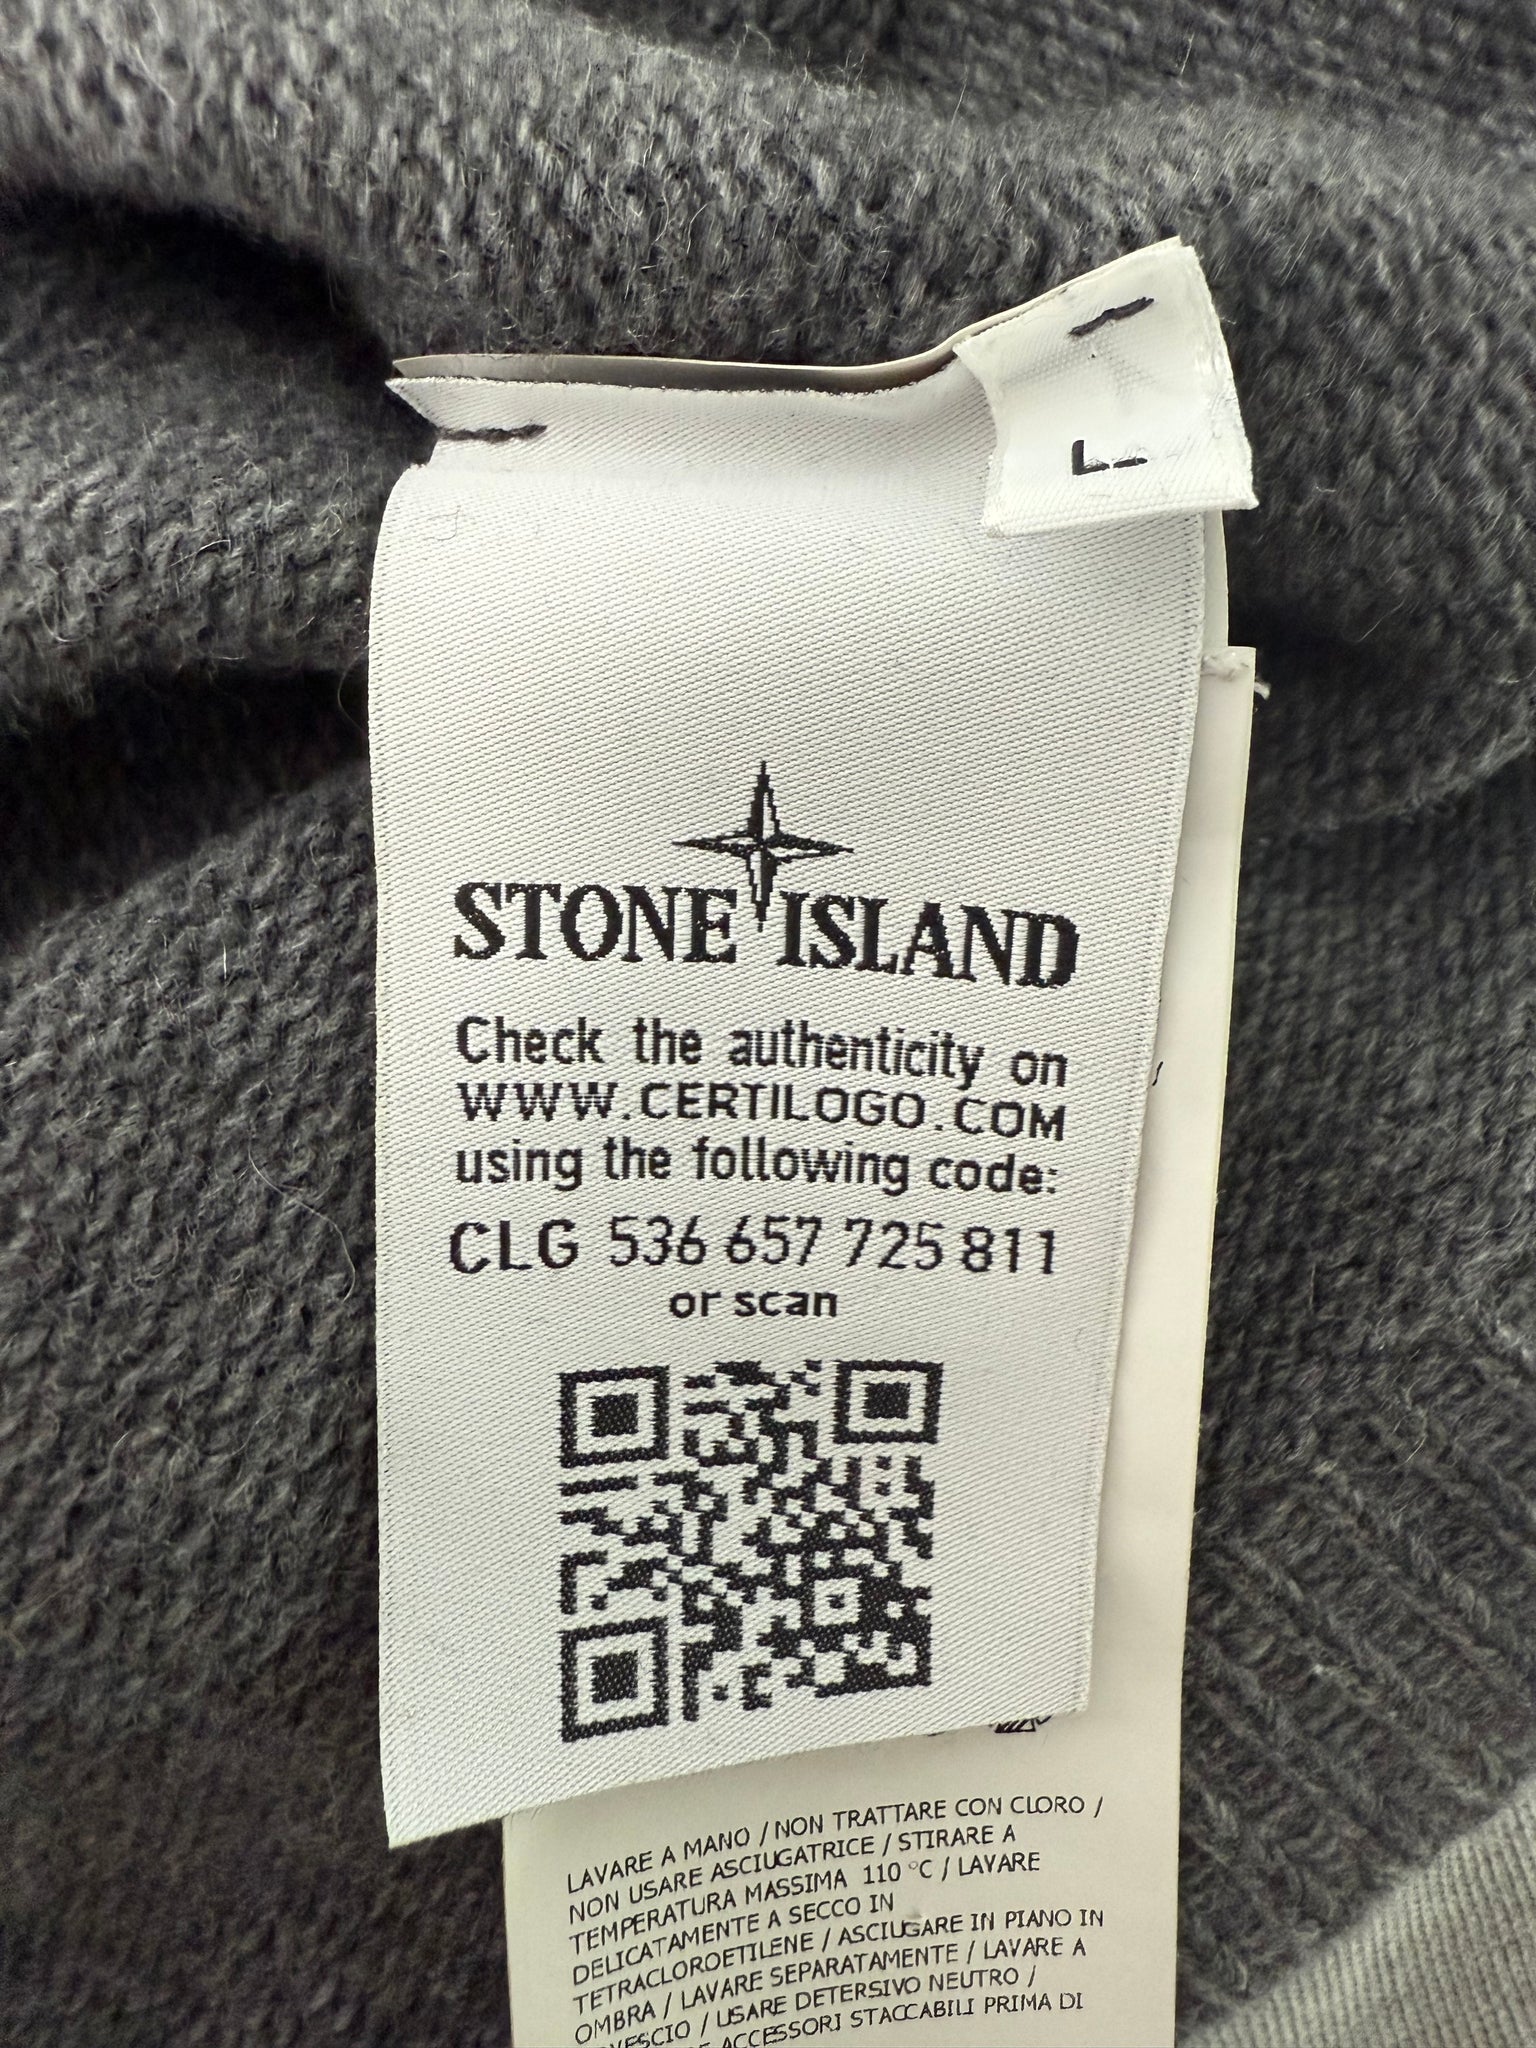 L
STONE ISLAND
Check the authenticity on
WWW.CERTILOGO.COM
using the following code:
CLG 536 657 725 811
or scan
LAVARE A MANO / NON TRATTARE CON CLORO /
NON USARE ASCIUGATRICE / STIRARE A
TEMPERATURA MASSIMA 110 °C / LAVARE
DELICATAMENTE A SECCO IN
TETRACLOROETILENE / ASCIUGARE IN PIANO IN
OMBRA / LAVARE SEPARATAMENTE / LAVARE A
/ USARE DETERSIVO NEUTRO /
ACCESSORI STACCABILI PRIMA DI